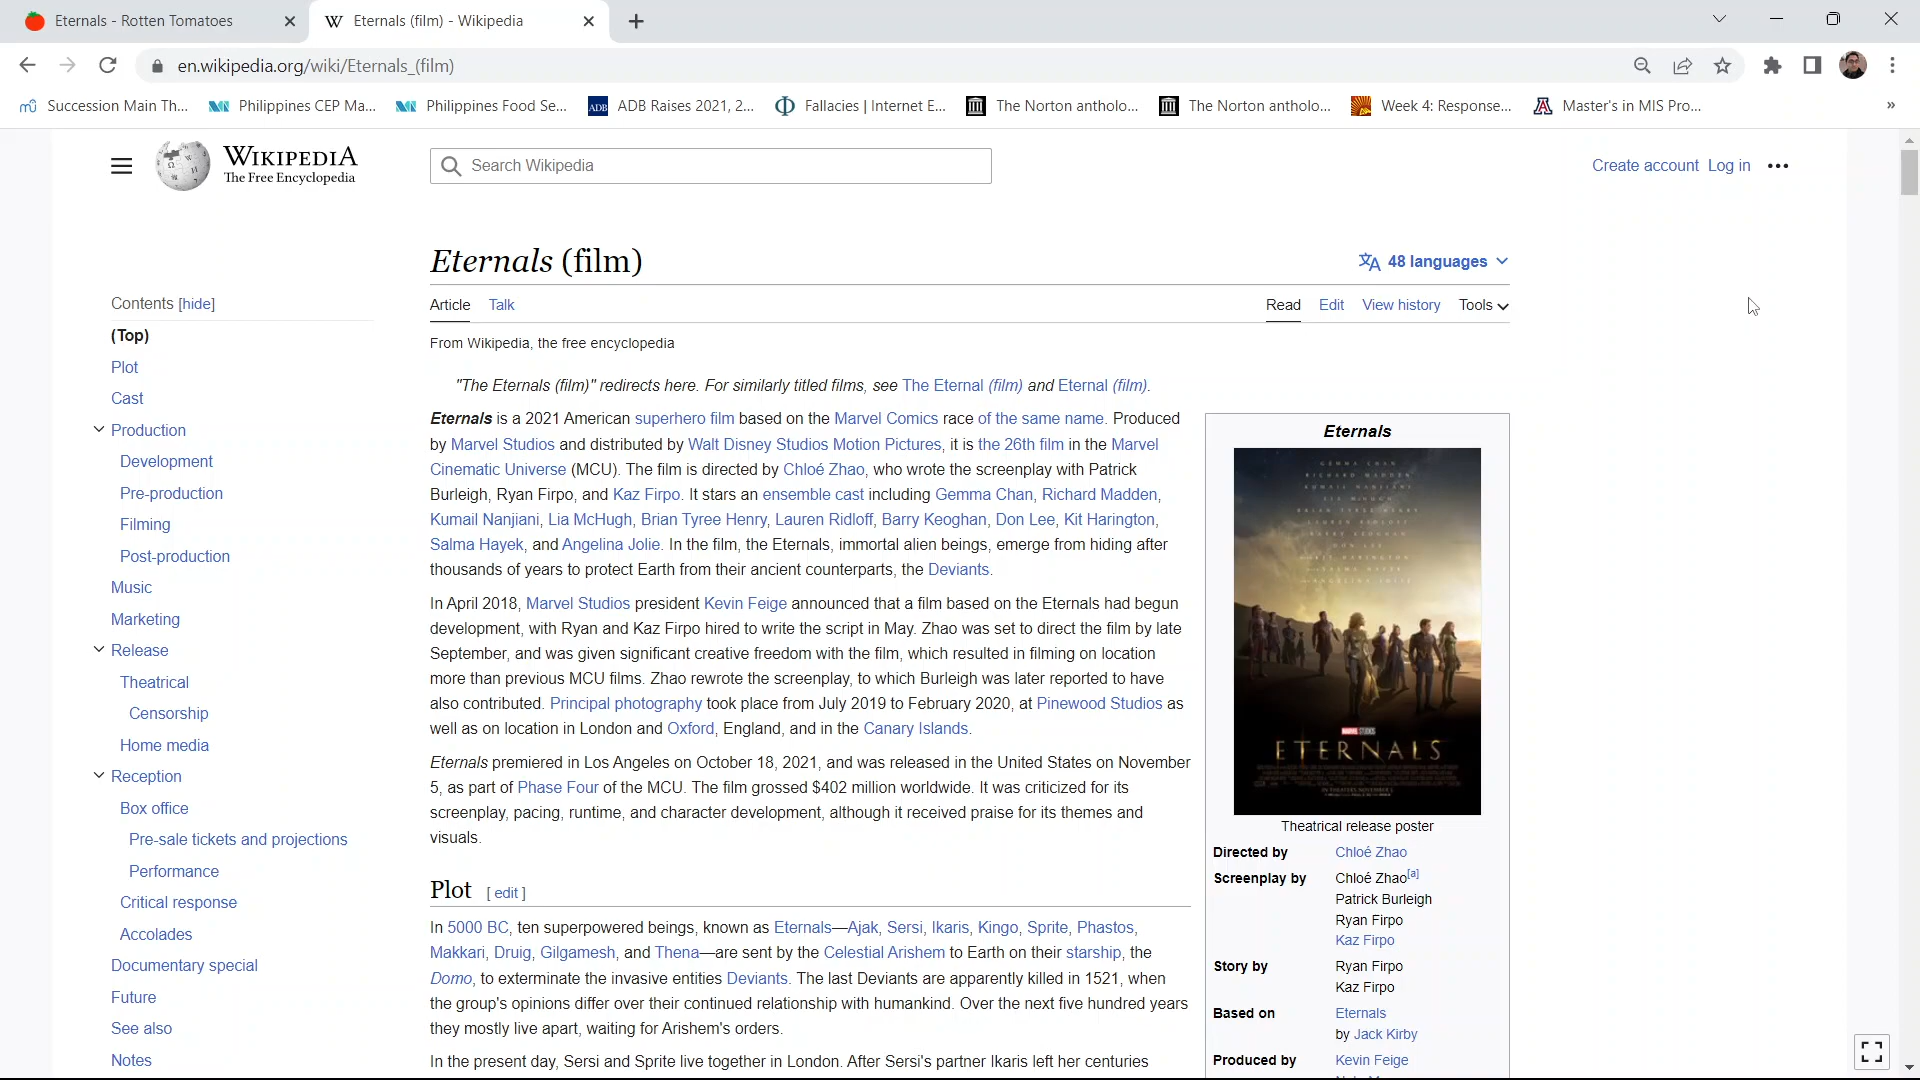 Eternals - Rotten Tomatoes
Eternals (film) - Wikipedia
en.wikipedia.org/wiki/Eternals_(film)
Succession Main Th...
Philippines CEP Ma...
Philippines Food Se...
ADB Raises 2021, 2...
Fallacies | Internet E...
The Norton antholo...
The Norton antholo...
Week 4: Response...
Master's in MIS Pro...
WIKIPEDIA
The Free Encyclopedia
Search Wikipedia
Create account Log in
Eternals (film)
48 languages
Contents [hide]
(Top)
Plot
Cast
Production
Development
Pre-production
Filming
Post-production
Music
Marketing
Release
Theatrical
Censorship
Home media
Reception
Box office
Pre-sale tickets and projections
Performance
Critical response
Accolades
Documentary special
Future
See also
Notes
Article Talk
Read Edit View history Tools
From Wikipedia, the free encyclopedia
"The Eternals (film)" redirects here. For similarly titled films, see The Eternal (film) and Eternal (film).
Eternals is a 2021 American superhero film based on the Marvel Comics race of the same name. Produced
by Marvel Studios and distributed by Walt Disney Studios Motion Pictures, it is the 26th film in the Marvel
Cinematic Universe (MCU). The film is directed by Chloé Zhao, who wrote the screenplay with Patrick
Burleigh, Ryan Firpo, and Kaz Firpo. It stars an ensemble cast including Gemma Chan, Richard Madden,
Kumail Nanjiani, Lia McHugh, Brian Tyree Henry, Lauren Ridloff, Barry Keoghan, Don Lee, Kit Harington,
Salma Hayek, and Angelina Jolie. In the film, the Eternals, immortal alien beings, emerge from hiding after
thousands of years to protect Earth from their ancient counterparts, the Deviants.
In April 2018, Marvel Studios president Kevin Feige announced that a film based on the Eternals had begun
development, with Ryan and Kaz Firpo hired to write the script in May. Zhao was set to direct the film by late
September, and was given significant creative freedom with the film, which resulted in filming on location
more than previous MCU films. Zhao rewrote the screenplay, to which Burleigh was later reported to have
also contributed. Principal photography took place from July 2019 to February 2020, at Pinewood Studios as
well as on location in London and Oxford, England, and in the Canary Islands.
Eternals premiered in Los Angeles on October 18, 2021, and was released in the United States on November
5, as part of Phase Four of the MCU. The film grossed $402 million worldwide. It was criticized for its
screenplay, pacing, runtime, and character development, although it received praise for its themes and
visuals.
Plot [ edit ]
In 5000 BC, ten superpowered beings, known as Eternals—Ajak, Sersi, Ikaris, Kingo, Sprite, Phastos,
Makkari, Druig, Gilgamesh, and Thena—are sent by the Celestial Arishem to Earth on their starship, the
Domo, to exterminate the invasive entities Deviants. The last Deviants are apparently killed in 1521, when
the group's opinions differ over their continued relationship with humankind. Over the next five hundred years
they mostly live apart, waiting for Arishem's orders.
In the present day, Sersi and Sprite live together in London. After Sersi's partner Ikaris left her centuries
Eternals
MARVEL STUDIOS
ETERNALS
Theatrical release poster
Directed by Chloé Zhao
Screenplay by Chloé Zhao[a]
Patrick Burleigh
Ryan Firpo
Kaz Firpo
Story by Ryan Firpo
Kaz Firpo
Based on Eternals
by Jack Kirby
Produced by Kevin Feige